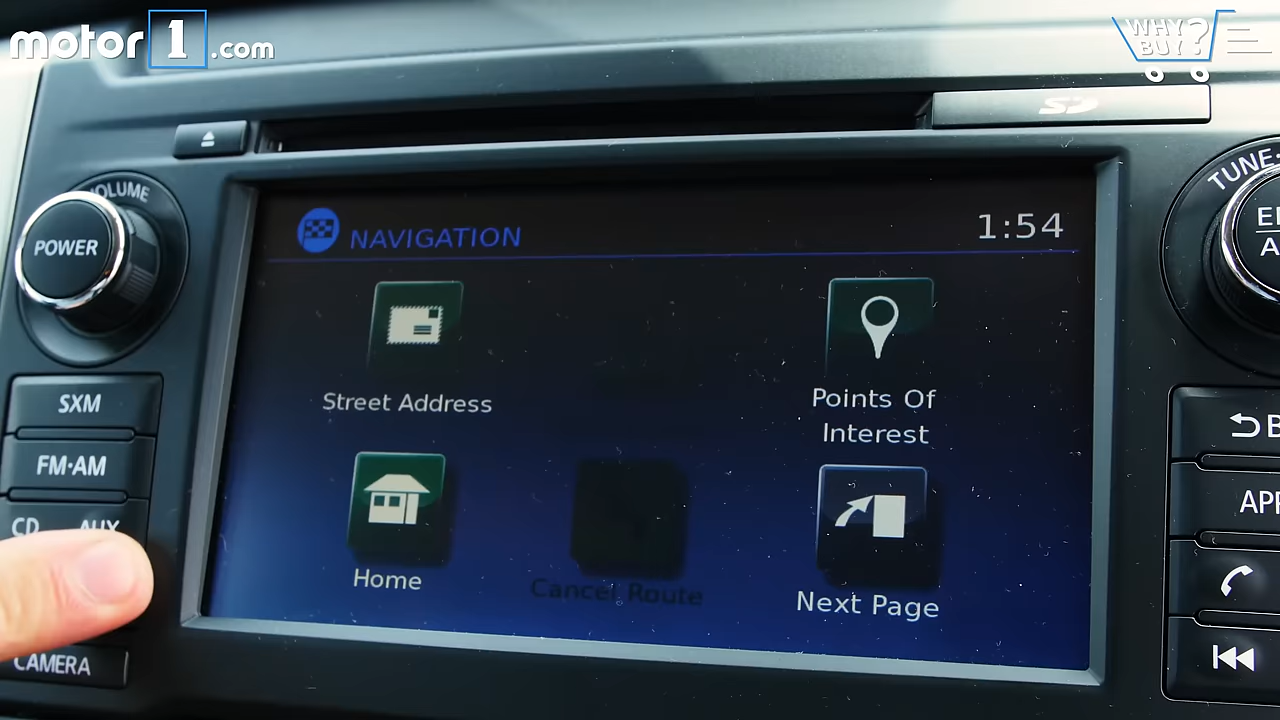 motor1.com
WHY
BUY?
SD
VOLUME
POWER
TUNE
NAVIGATION
1:54
Street Address
Points Of
Interest
SXM
FM·AM
CD AUX
Home
Cancel Route
Next Page
CAMERA